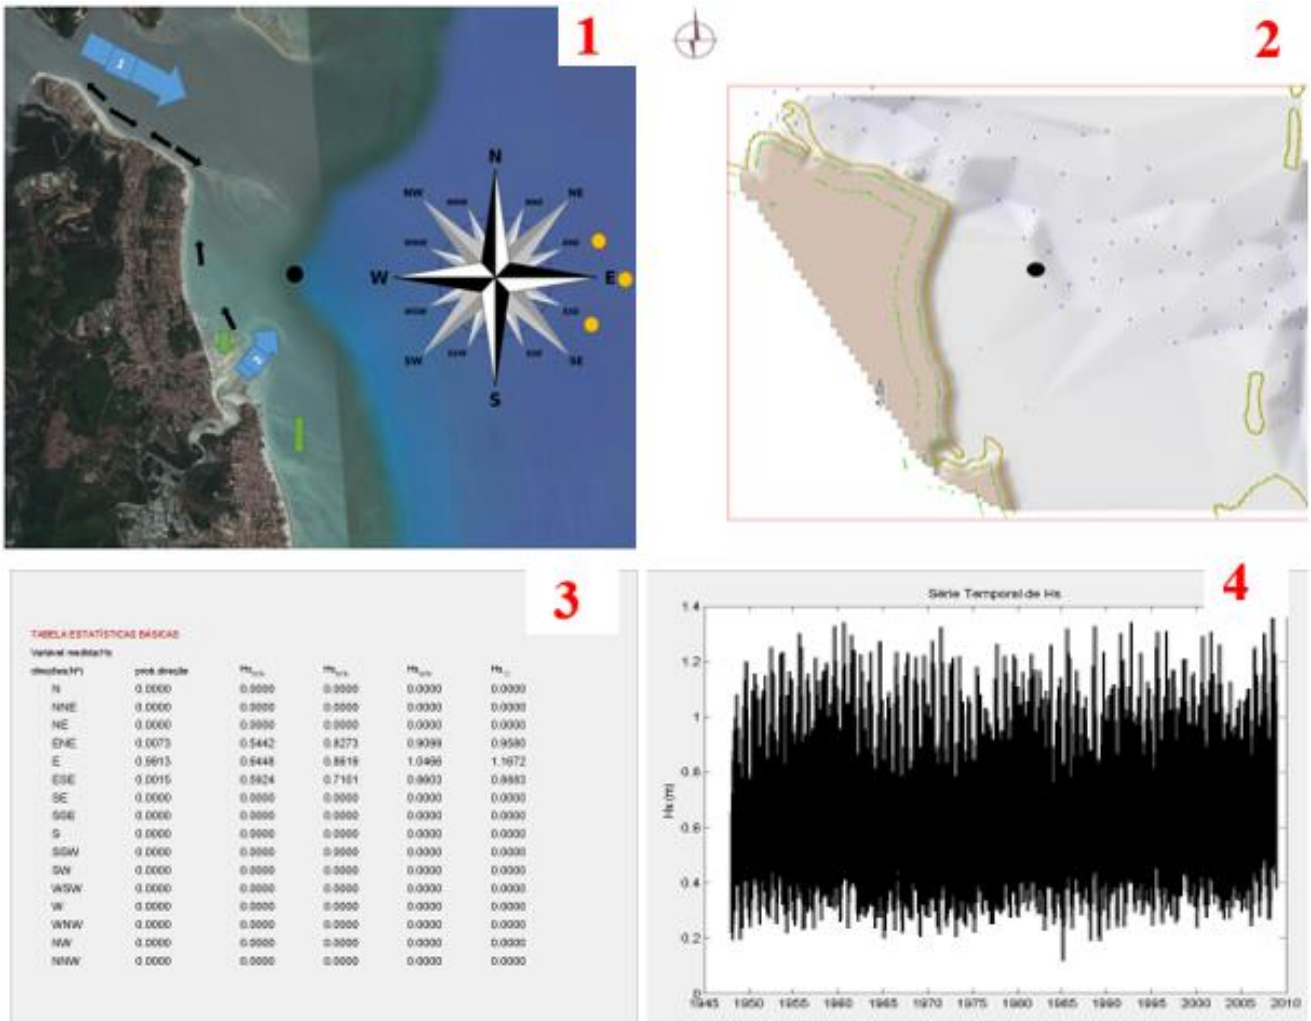 1
1
2
N
NW
NE
W
E
SW
SE
S
2
3
TABELA ESTATÍSTICAS BÁSICAS
direções(Nº) prob.direção
N 0.0000 0.0000 0.0000 0.0000 0.0000
NNE 0.0000 0.0000 0.0000 0.0000 0.0000
NE 0.0000 0.0000 0.0000 0.0000 0.0000
ENE 0.0073 0.5442 0.8273 0.9099 0.9580
E 0.9913 0.6448 0.8619 1.0466 1.1672
ESE 0.0015 0.5924 0.7101
SE 0.0000 0.0000 0.0000 0.0000 0.0000
SSE 0.0000 0.0000 0.0000 0.0000 0.0000
S 0.0000 0.0000 0.0000 0.0000 0.0000
SSW 0.0000 0.0000 0.0000 0.0000 0.0000
SW 0.0000 0.0000 0.0000 0.0000 0.0000
WSW 0.0000 0.0000 0.0000 0.0000 0.0000
W 0.0000 0.0000 0.0000 0.0000 0.0000
WNW 0.0000 0.0000 0.0000 0.0000 0.0000
NW 0.0000 0.0000 0.0000 0.0000 0.0000
NNW 0.0000 0.0000 0.0000 0.0000 0.0000
4
Série Temporal de Hs
Hs (m)
1.4
1.2
1
0.8
0.6
0.4
0.2
0
1945 1950 1955 1960 1965 1970 1975 1980 1985 1990 1995 2000 2005 2010